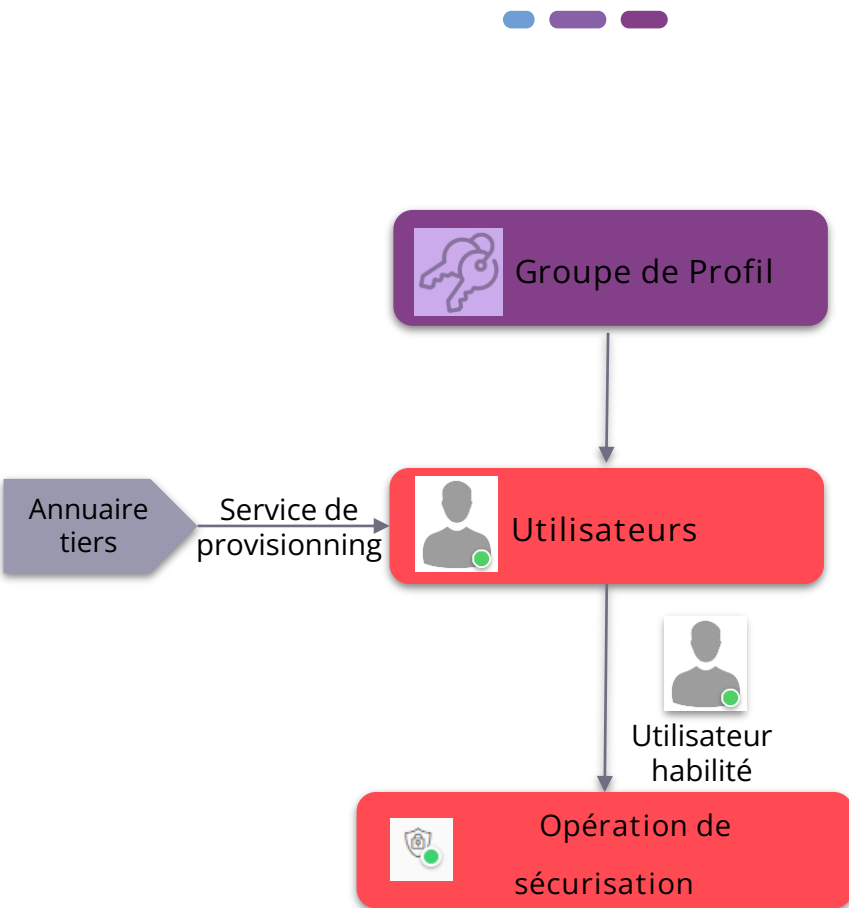 Groupe de Profil
Annuaire
tiers
Service de
provisionning
Utilisateurs
Utilisateur
habilité
Opération de
sécurisation